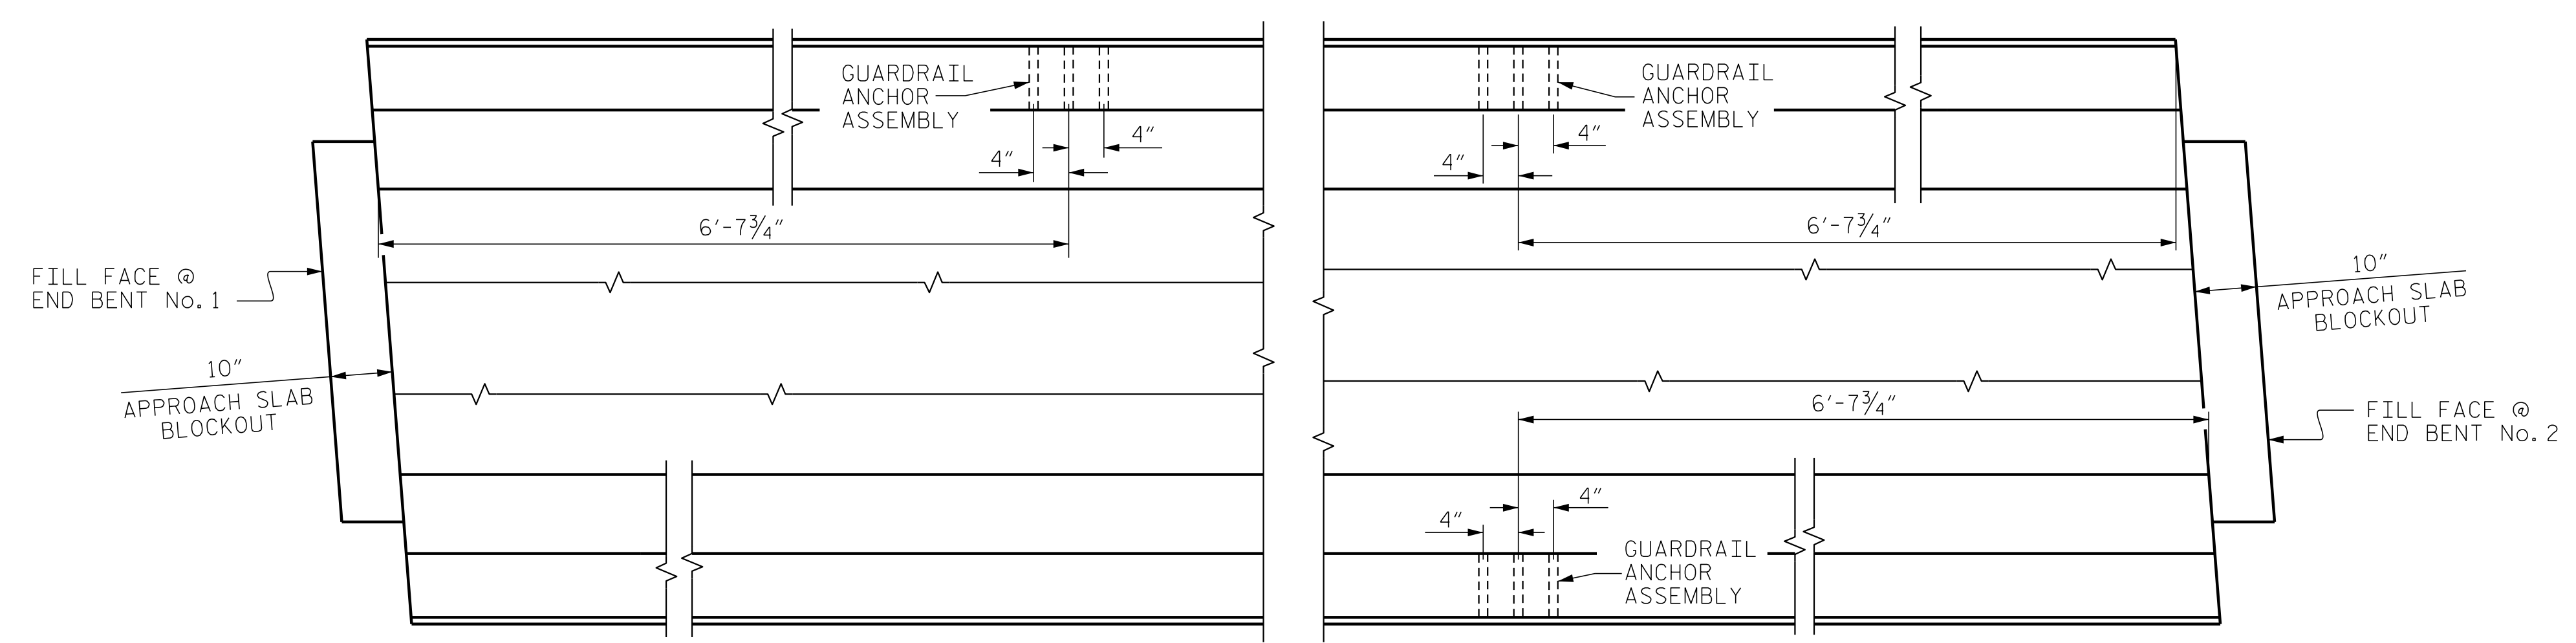 GUARDRAIL
ANCHOR
ASSEMBLY
4″
4″
6′-7¾″
FILL FACE @
END BENT No. 1
10″
APPROACH SLAB
BLOCKOUT
GUARDRAIL
ANCHOR
ASSEMBLY
4″
4″
6′-7¾″
10″
APPROACH SLAB
BLOCKOUT
6′-7¾″
FILL FACE @
END BENT No. 2
4″
4″
GUARDRAIL
ANCHOR
ASSEMBLY